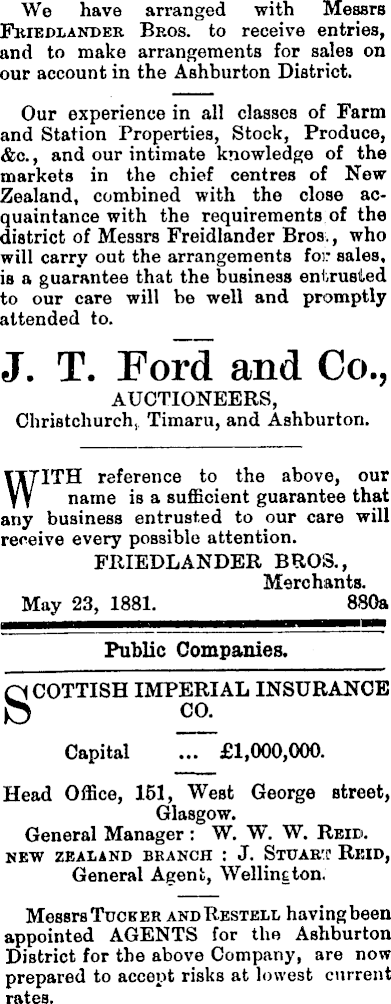 We have arranged with Messrs
FRIEDLANDER BROS. to receive entries,
and to make arrangements for sales on
our account in the Ashburton District.
Our experience in all classes of Farm
and Station Properties, Stock, Produce,
&c., and our intimate knowledge of the
markets in the chief centres of New
Zealand, combined with the close ac-
quaintance with the requirements of the
district of Messrs Freidlander Bros., who
will carry out the arrangements for sales,
is a guarantee that the business entrusted
to our care will be well and promptly
attended to.
J. T. Ford and Co.,
AUCTIONEERS,
Christchurch, Timaru, and Ashburton.
WITH reference to the above, our
name is a sufficient guarantee that
any business entrusted to our care will
receive every possible attention.
FRIEDLANDER BROS.,
Merchants.
May 23, 1881. 880a
Public Companies.
SCOTTISH IMPERIAL INSURANCE
CO.
Capital ... £1,000,000.
Head Office, 151, West George street,
Glasgow.
General Manager : W. W. W. REID.
NEW ZEALAND BRANCH : J. STUART REID,
General Agent, Wellington.
Messrs TUCKER AND RESTELL having been
appointed AGENTS for the Ashburton
District for the above Company, are now
prepared to accept risks at lowest current
rates.